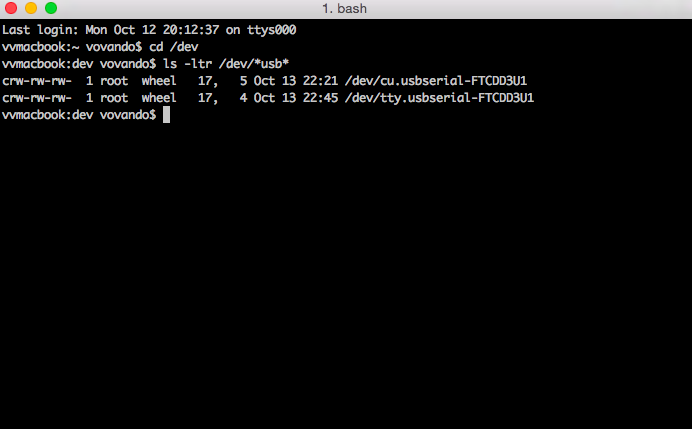 1. bash
Last login: Mon Oct 12 20:12:37 on ttys000
vvmacbook:~ vovando$ cd /dev
vvmacbook:dev vovando$ ls -ltr /dev/*usb*
crw-rw-rw-  1 root  wheel   17,   5 Oct 13 22:21 /dev/cu.usbserial-FTCDD3U1
crw-rw-rw-  1 root  wheel   17,   4 Oct 13 22:45 /dev/tty.usbserial-FTCDD3U1
vvmacbook:dev vovando$